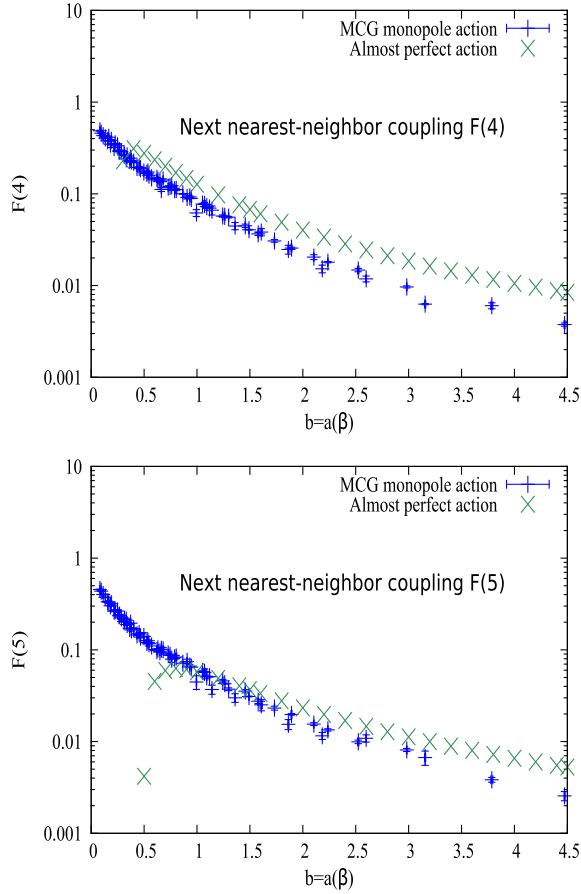 10
MCG monopole action
Almost perfect action
1
Next nearest-neighbor coupling F(4)
F(4)
0.1
0.01
0.001
0 0.5 1 1.5 2 2.5 3 3.5 4 4.5
b=a(β)
10
MCG monopole action
Almost perfect action
1
Next nearest-neighbor coupling F(5)
F(5)
0.1
0.01
0.001
0 0.5 1 1.5 2 2.5 3 3.5 4 4.5
b=a(β)